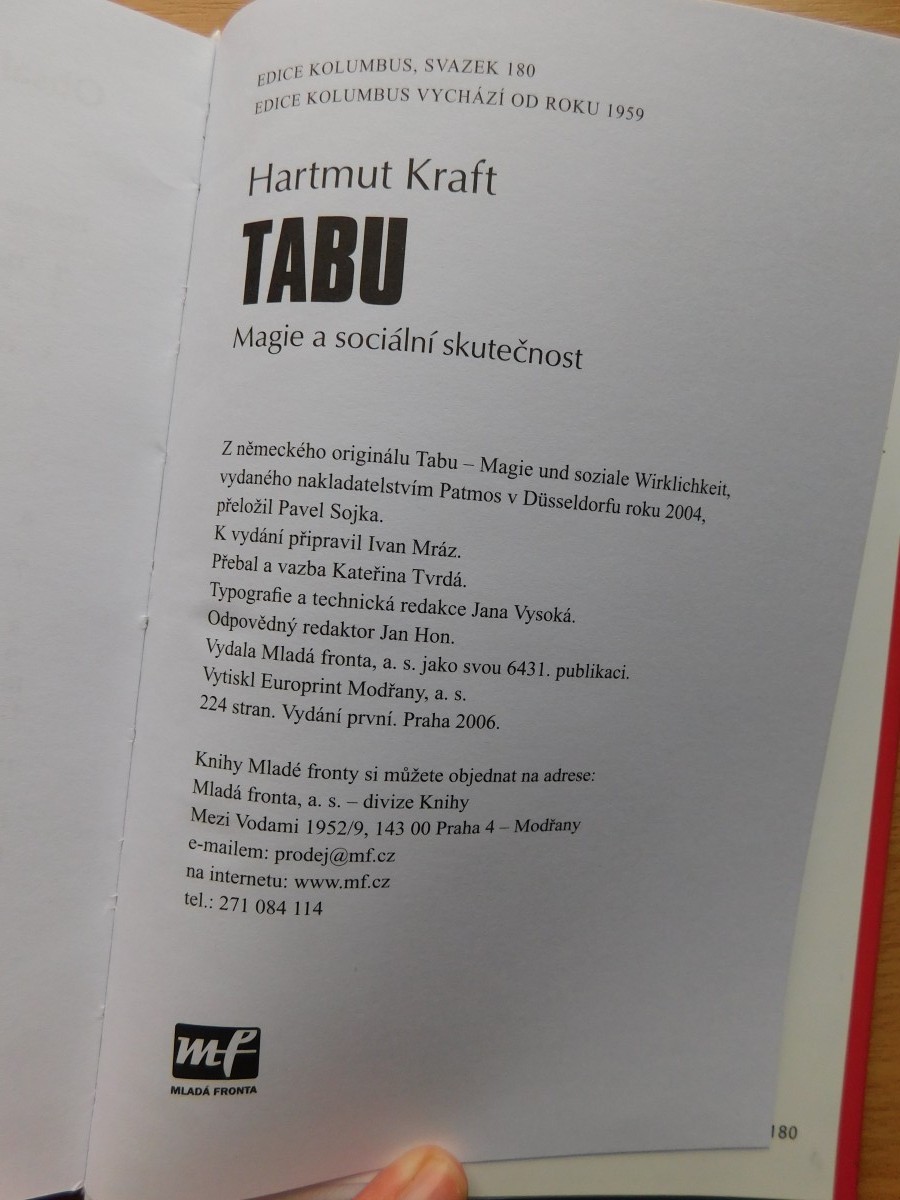 EDICE KOLUMBUS, SVAZEK 180
EDICE KOLUMBUS VYCHÁZÍ OD ROKU 1959
Hartmut Kraft
TABU
Magie a sociální skutečnost
Z německého originálu Tabu – Magie und soziale Wirklichkeit,
vydaného nakladatelstvím Patmos v Düsseldorfu roku 2004,
přeložil Pavel Sojka.
K vydání připravil Ivan Mráz.
Přebal a vazba Kateřina Tvrdá.
Typografie a technická redakce Jana Vysoká.
Odpovědný redaktor Jan Hon.
Vydala Mladá fronta, a. s. jako svou 6431. publikaci.
Vytiskl Europrint Modřany, a. s.
224 stran. Vydání první. Praha 2006.
Knihy Mladé fronty si můžete objednat na adrese:
Mladá fronta, a. s. – divize Knihy
Mezi Vodami 1952/9, 143 00 Praha 4 – Modřany
e-mailem: prodej@mf.cz
na internetu: www.mf.cz
tel.: 271 084 114
mf
MLADÁ FRONTA
180